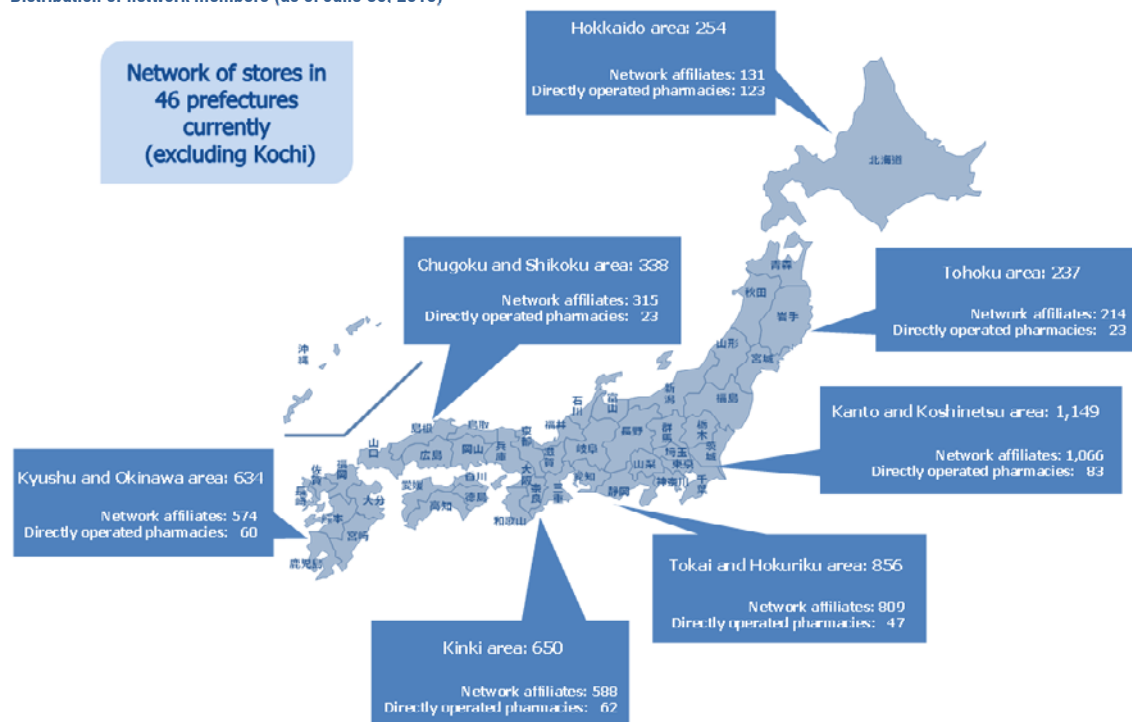 Network of stores in
46 prefectures
currently
(excluding Kochi)
Hokkaido area: 254
Network affiliates: 131
Directly operated pharmacies: 123
北海道
Chugoku and Shikoku area: 338
Network affiliates: 315
Directly operated pharmacies: 23
Tohoku area: 237
Network affiliates: 214
Directly operated pharmacies: 23
Kanto and Koshinetsu area: 1,149
Network affiliates: 1,066
Directly operated pharmacies: 83
Kyushu and Okinawa area: 634
Network affiliates: 574
Directly operated pharmacies: 60
Tokai and Hokuriku area: 856
Network affiliates: 809
Directly operated pharmacies: 47
Kinki area: 650
Network affiliates: 588
Directly operated pharmacies: 62
青森
秋田
岩手
山形
宮城
福島
新潟
富山
石川
福井
長野
群馬
栃木
茨城
埼玉
東京
千葉
神奈川
山梨
静岡
岐阜
愛知
三重
滋賀
京都
大阪
奈良
和歌山
兵庫
鳥取
島根
岡山
広島
山口
徳島
愛媛
高知
福岡
佐賀
長崎
大分
宮崎
鹿児島
沖縄